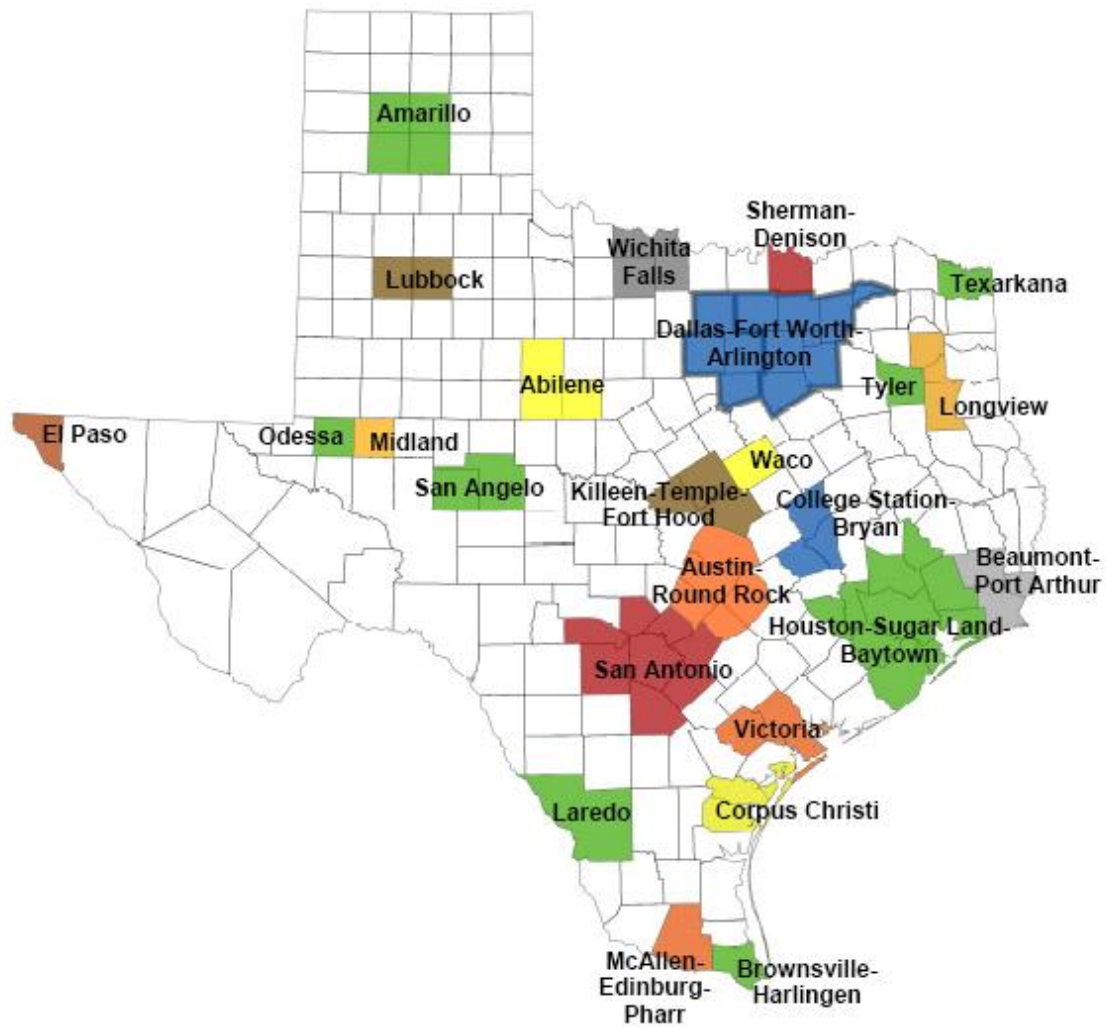 Amarillo
Sherman-
Denison
Wichita
Falls
Lubbock
Texarkana
Dallas-Fort Worth-
Arlington
Abilene
Tyler
Longview
El Paso
Odessa
Midland
Waco
San Angelo
Killeen-Temple-
Fort Hood
College Station-
Bryan
Beaumont-
Port Arthur
Austin-
Round Rock
Houston-Sugar Land-
Baytown
San Antonio
Victoria
Laredo
Corpus Christi
McAllen-
Edinburg-
Pharr
Brownsville-
Harlingen